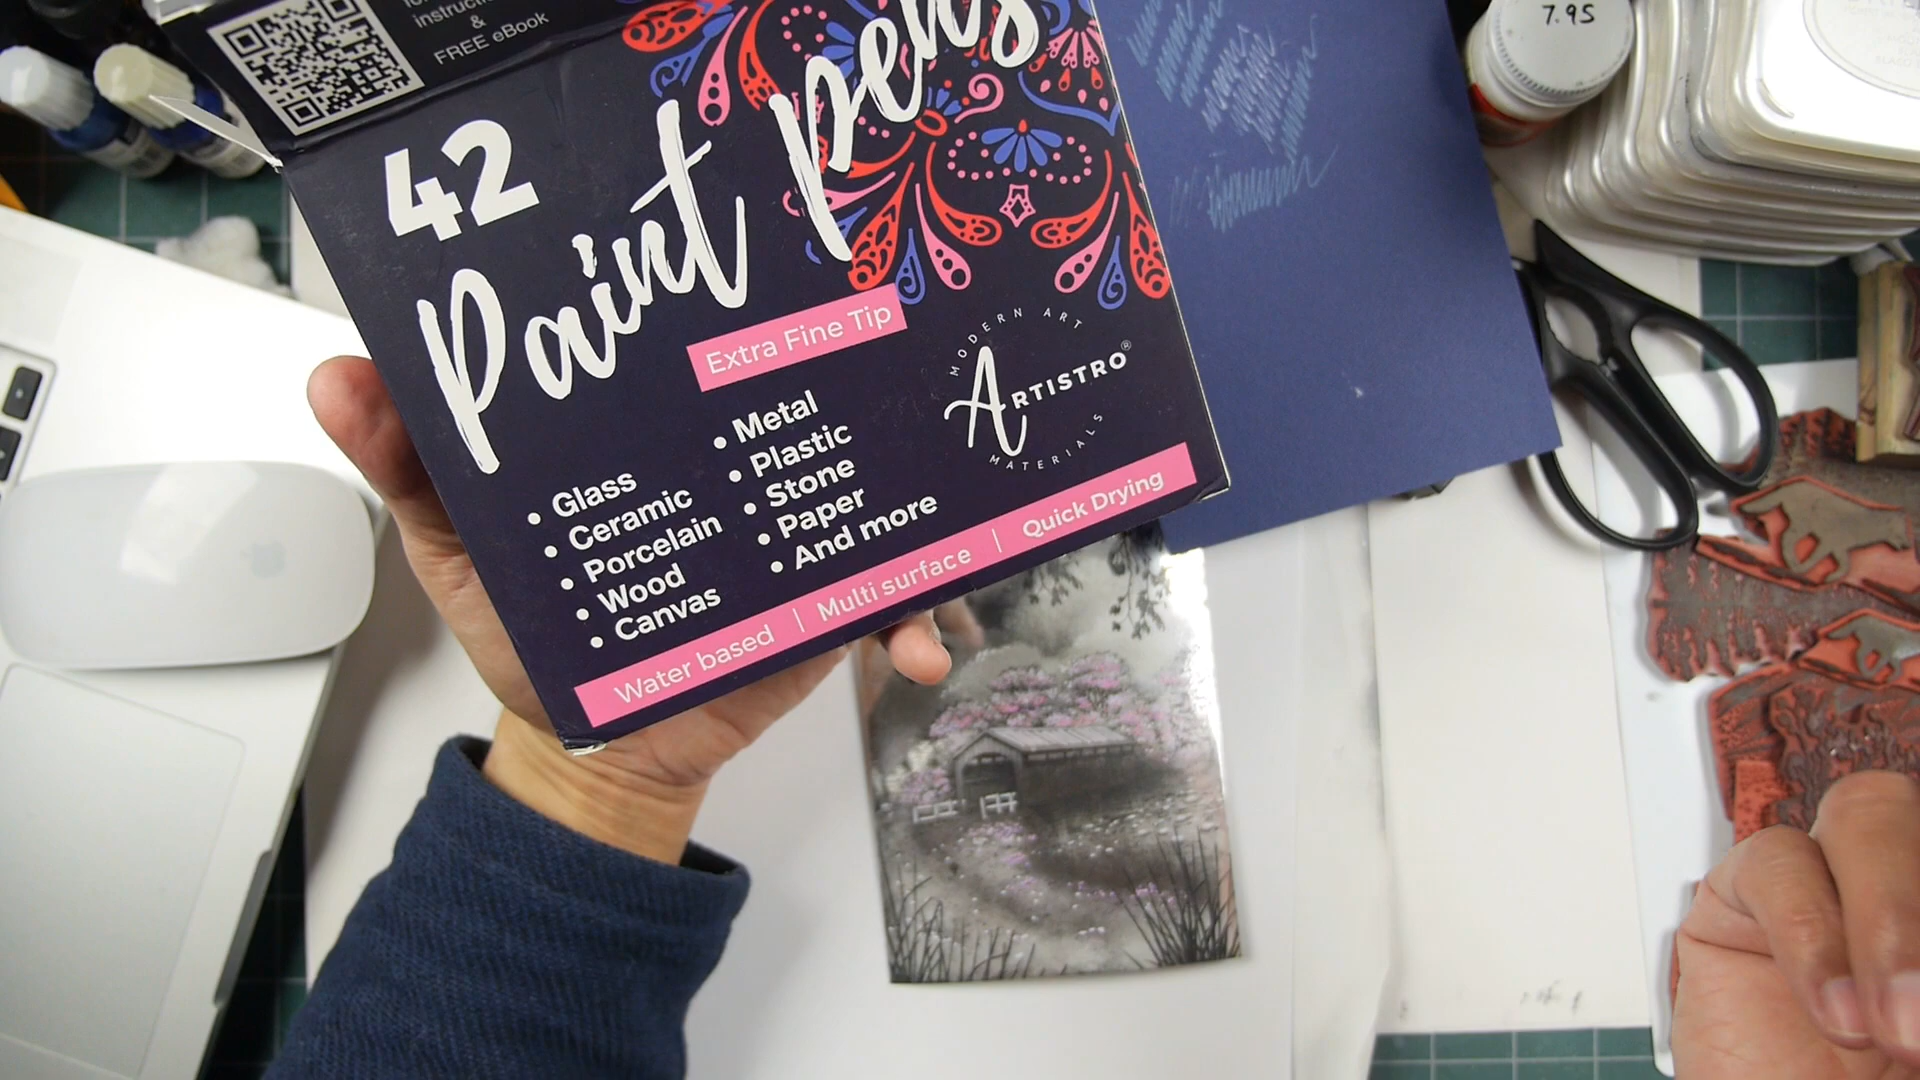 &
FREE eBook
42
Paint pens
Extra Fine Tip
• Glass
• Ceramic
• Porcelain
• Wood
• Canvas
• Metal
• Plastic
• Stone
• Paper
• And more
MODERN ART
ARTISTRO®
MATERIALS
Water based | Multi surface | Quick Drying
7.95